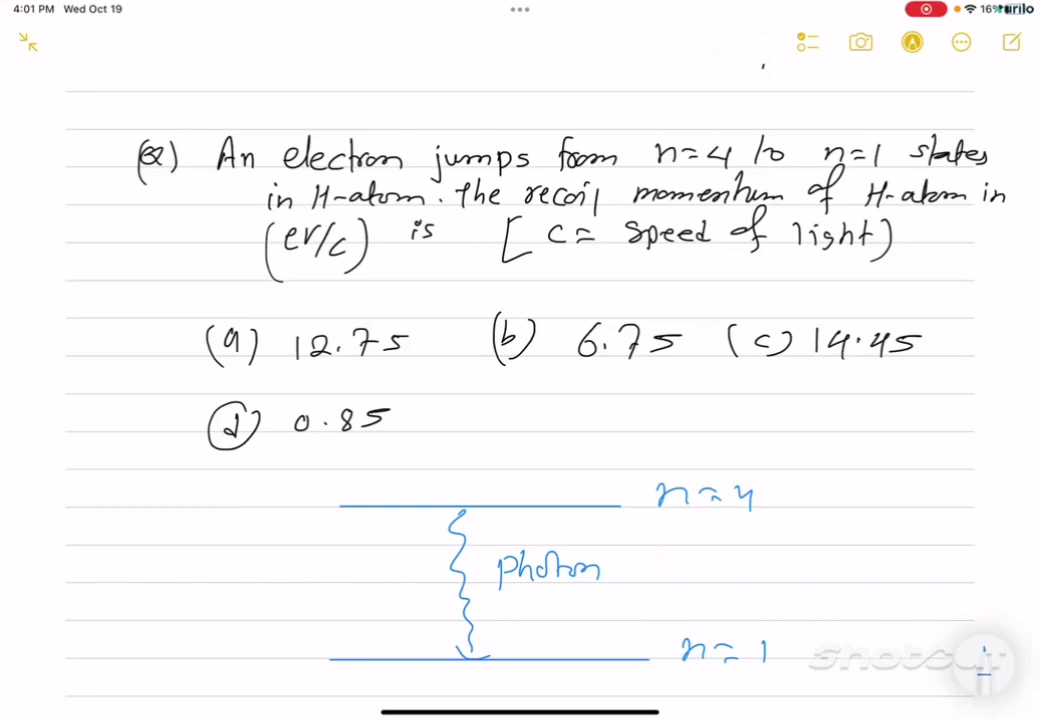 4:01 PM Wed Oct 19
16%
(Q) An electron jumps from n=4 to n=1 states
in H-atom. The recoil momentum of H-atom in
(eV/c) is [c = speed of light)
(a) 12.75 (b) 6.75 (c) 14.45
(d) 0.85
n=4
photon
n=1
shotcut